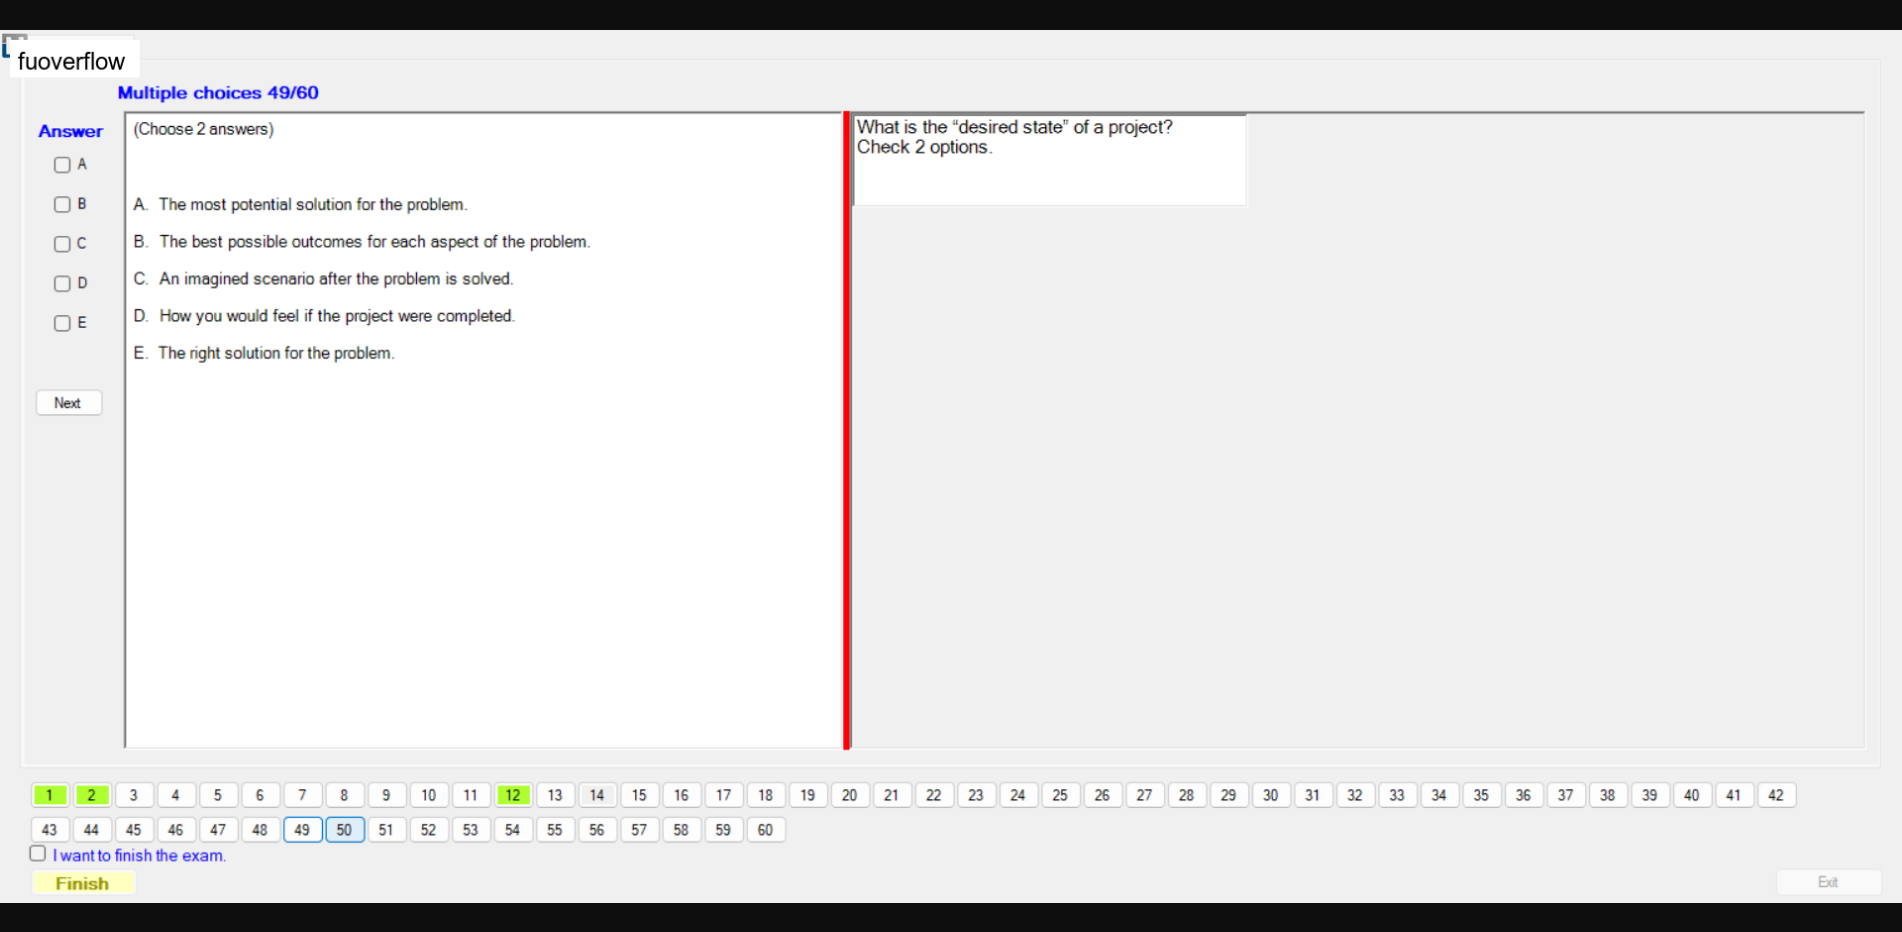 fuoverflow
Multiple choices 49/60
Answer
A
B
C
D
E
Next
(Choose 2 answers)
A. The most potential solution for the problem.
B. The best possible outcomes for each aspect of the problem.
C. An imagined scenario after the problem is solved.
D. How you would feel if the project were completed.
E. The right solution for the problem.
What is the “desired state” of a project?
Check 2 options.
1 2 3 4 5 6 7 8 9 10 11 12 13 14 15 16 17 18 19 20 21 22 23 24 25 26 27 28 29 30 31 32 33 34 35 36 37 38 39 40 41 42
43 44 45 46 47 48 49 50 51 52 53 54 55 56 57 58 59 60
I want to finish the exam.
Finish
Exit